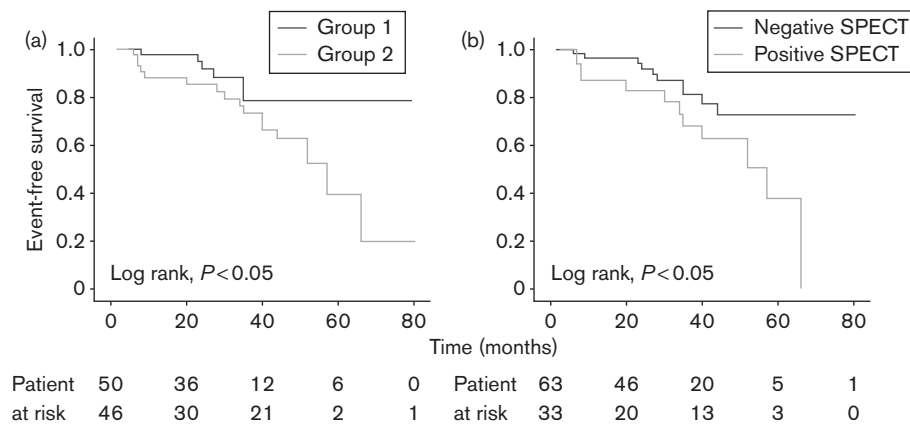 (a)
Group 1
Group 2
Event-free survival
1.0
0.8
0.6
0.4
0.2
0
Log rank, P<0.05
0 20 40 60 80
(b)
Negative SPECT
Positive SPECT
1.0
0.8
0.6
0.4
0.2
0
Log rank, P<0.05
0 20 40 60 80
Time (months)
Patient 50 36 12 6 0
at risk 46 30 21 2 1
Patient 63 46 20 5 1
at risk 33 20 13 3 0